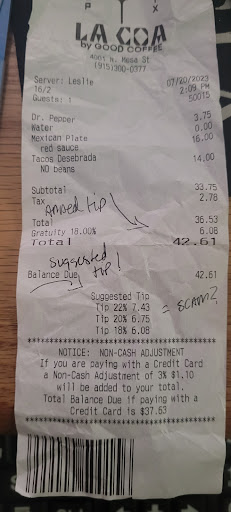 P X
LA COA
by GOOD COFFEE
4001 N. Mesa St
(915)300-0377
Server: Leslie 07/20/2023
16/2 2:09 PM
Guests: 1 50015
Dr. Pepper 3.75
Water 0.00
Mexican Plate 16.00
red sauce
Tacos Desebrada 14.00
NO beans
Subtotal 33.75
Tax 2.78
Added tip
Total 36.53
Gratuity 18.00% 6.08
Total 42.61
Suggested tip!
Balance Due 42.61
Suggested Tip
Tip 22% 7.43
Tip 20% 6.75 = SCAM?
Tip 18% 6.08
NOTICE: NON-CASH ADJUSTMENT
If you are paying with a Credit Card
a Non-Cash Adjustment of 3% $1.10
will be added to your total.
Total Balance Due if paying with a
Credit Card is $37.63